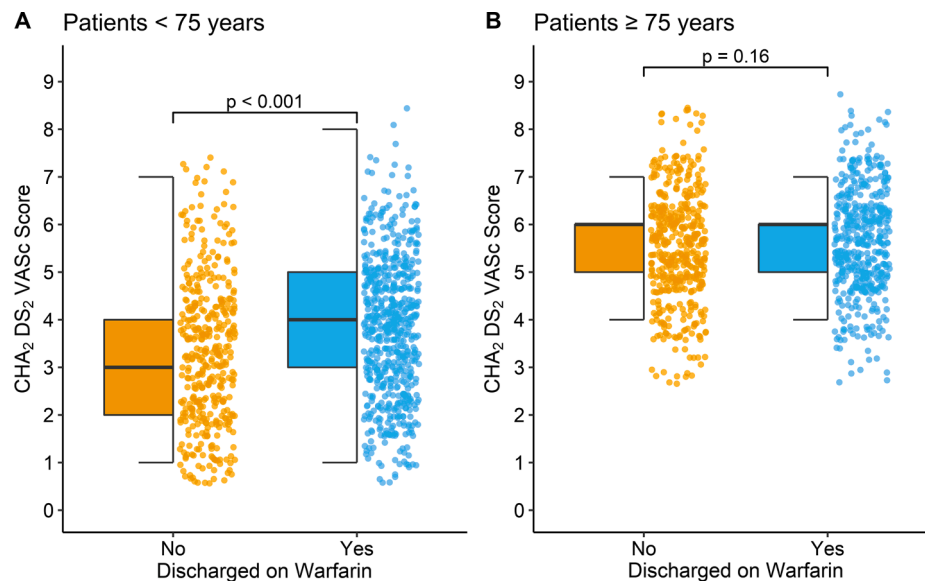 A Patients < 75 years
CHA₂ DS₂ VASc Score
9
8
7
6
5
4
3
2
1
0
p < 0.001
No Yes
Discharged on Warfarin
B Patients ≥ 75 years
CHA₂ DS₂ VASc Score
9
8
7
6
5
4
3
2
1
0
p = 0.16
No Yes
Discharged on Warfarin